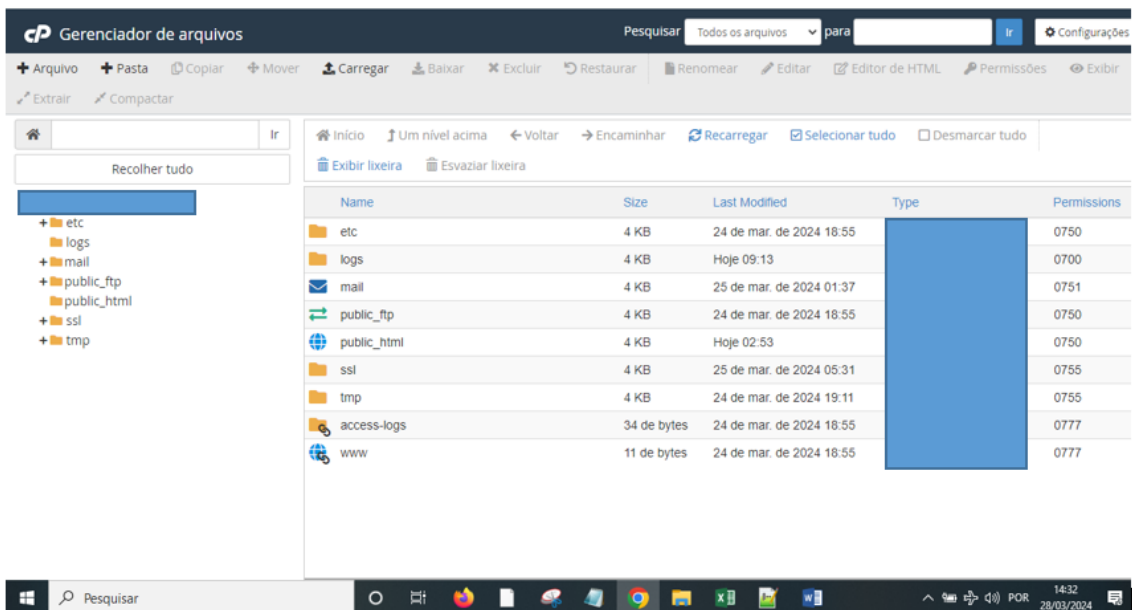 cP Gerenciador de arquivos
Pesquisar Todos os arquivos para Ir Configurações
Arquivo Pasta Copiar Mover Carregar Baixar Excluir Restaurar Renomear Editar Editor de HTML Permissões Exibir
Extrair Compactar
Ir
Início Um nível acima Voltar Encaminhar Recarregar Selecionar tudo Desmarcar tudo
Recolher tudo
Exibir lixeira Esvaziar lixeira
etc
logs
mail
public_ftp
public_html
ssl
tmp
Name Size Last Modified Type Permissions
etc 4 KB 24 de mar. de 2024 18:55 0750
logs 4 KB Hoje 09:13 0700
mail 4 KB 25 de mar. de 2024 01:37 0751
public_ftp 4 KB 24 de mar. de 2024 18:55 0750
public_html 4 KB Hoje 02:53 0750
ssl 4 KB 25 de mar. de 2024 05:31 0755
tmp 4 KB 24 de mar. de 2024 19:11 0755
access-logs 34 de bytes 24 de mar. de 2024 18:55 0777
www 11 de bytes 24 de mar. de 2024 18:55 0777
Pesquisar
POR
14:32
28/03/2024